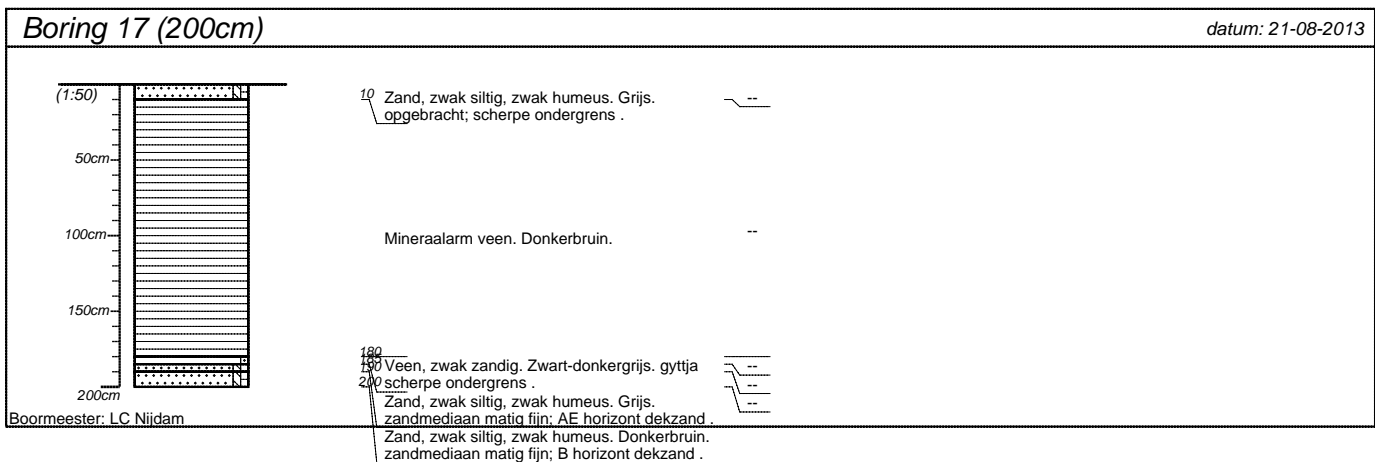 Boring 17 (200cm)
datum: 21-08-2013
(1:50)
10 Zand, zwak siltig, zwak humeus. Grijs. --
opgebracht; scherpe ondergrens .
50cm
100cm
Mineraalarm veen. Donkerbruin. --
150cm
180
185
190
200
Veen, zwak zandig. Zwart-donkergrijs. gyttja --
scherpe ondergrens . --
Zand, zwak siltig, zwak humeus. Grijs. --
zandmediaan matig fijn; AE horizont dekzand .
Zand, zwak siltig, zwak humeus. Donkerbruin.
zandmediaan matig fijn; B horizont dekzand .
200cm
Boormeester: LC Nijdam